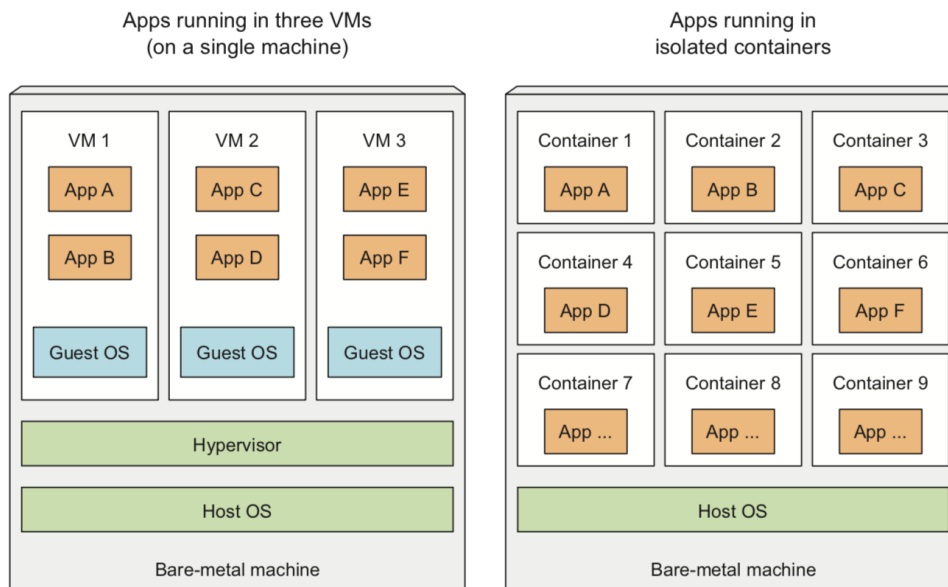 Apps running in three VMs
(on a single machine)
VM 1
VM 2
VM 3
App A
App C
App E
App B
App D
App F
Guest OS
Guest OS
Guest OS
Hypervisor
Host OS
Bare-metal machine
Apps running in
isolated containers
Container 1
Container 2
Container 3
App A
App B
App C
Container 4
Container 5
Container 6
App D
App E
App F
Container 7
Container 8
Container 9
App ...
App ...
App ...
Host OS
Bare-metal machine